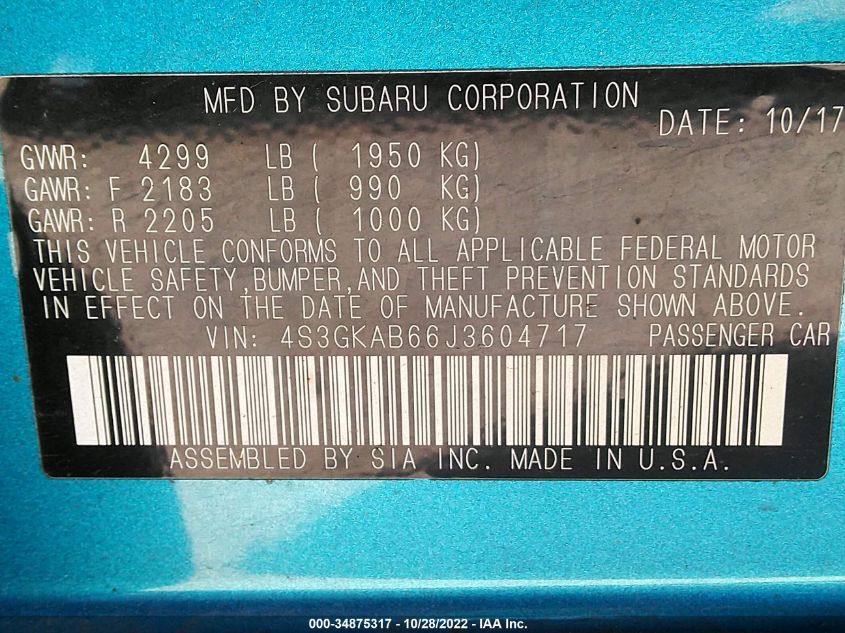 MFD BY SUBARU CORPORATION
DATE: 10/17
GVWR: 4299 LB ( 1950 KG)
GAWR: F 2183 LB ( 990 KG)
GAWR: R 2205 LB ( 1000 KG)
THIS VEHICLE CONFORMS TO ALL APPLICABLE FEDERAL MOTOR
VEHICLE SAFETY,BUMPER,AND THEFT PREVENTION STANDARDS
IN EFFECT ON THE DATE OF MANUFACTURE SHOWN ABOVE.
VIN: 4S3GKAB66J3604717 PASSENGER CAR
ASSEMBLED BY SIA INC. MADE IN U.S.A.
000-34875317 - 10/28/2022 - IAA Inc.